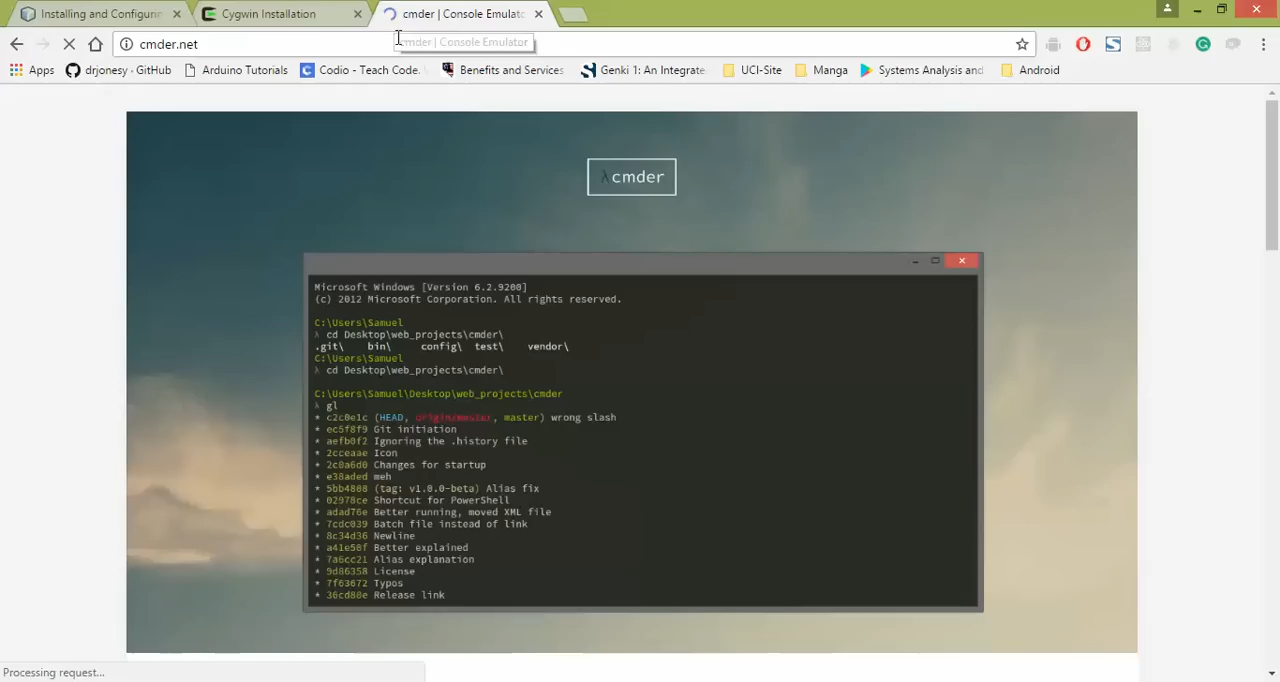 Installing and Configurin
Cygwin Installation
cmder | Console Emulato
cmder.net
cmder | Console Emulator
Apps
drjonesy · GitHub
Arduino Tutorials
Codio - Teach Code.
Benefits and Services
Genki 1: An Integrate
UCI-Site
Manga
Systems Analysis and
Android
λ cmder
Microsoft Windows [Version 6.2.9200]
(c) 2012 Microsoft Corporation. All rights reserved.
C:\Users\Samuel
λ cd Desktop\web_projects\cmder\
.git\ bin\ config\ test\ vendor\
C:\Users\Samuel
λ cd Desktop\web_projects\cmder\
C:\Users\Samuel\Desktop\web_projects\cmder
λ gl
* c2c0e1c (HEAD, origin/master, master) wrong slash
* ec5f8f9 Git initiation
* aefb0f2 Ignoring the .history file
* 2cceaae Icon
* 2c0a6d0 Changes for startup
* e38aded meh
* 5bb4808 (tag: v1.0.0-beta) Alias fix
* 02978ce Shortcut for PowerShell
* adad76e Better running, moved XML file
* 7cdc039 Batch file instead of link
* 8c34d36 Newline
* a41e50f Better explained
* 7a6cc21 Alias explanation
* 9d86358 License
* 7f63672 Typos
* 36cd80e Release link
Processing request...